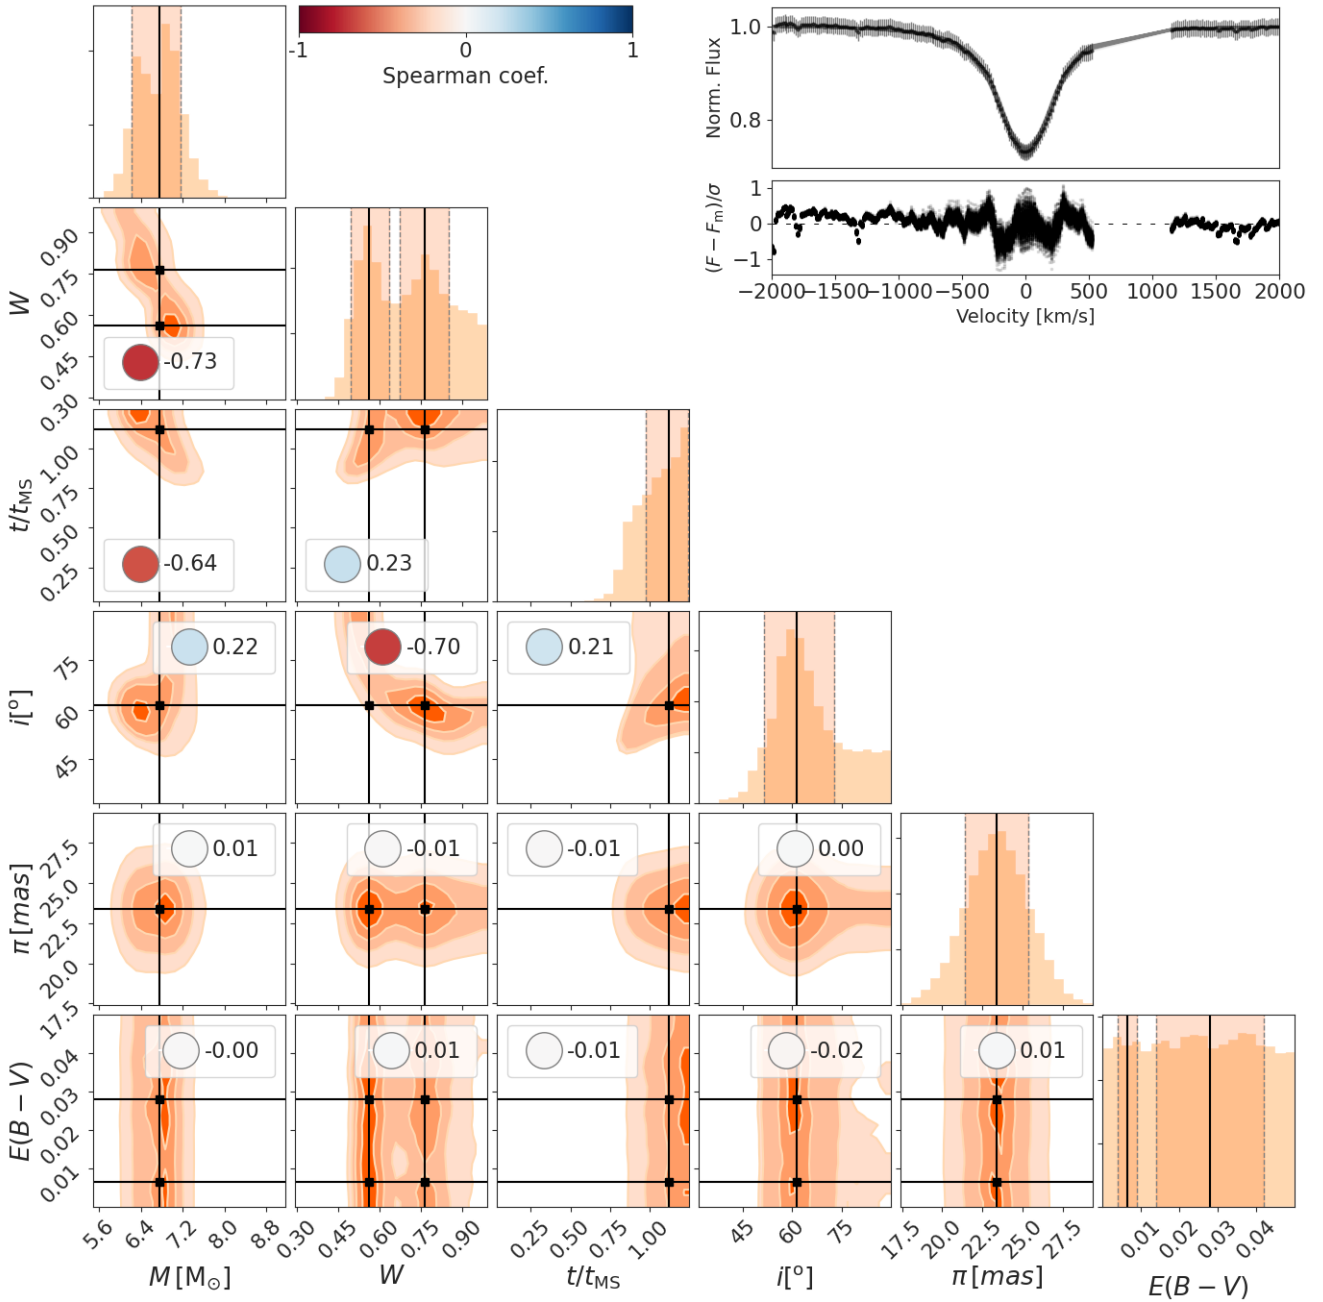 -1 0 1
Spearman coef.
1.0
0.8
Norm. Flux
1
0
−1
(F − Fₘ)/σ
−2000 −1500 −1000 −500 0 500 1000 1500 2000
Velocity [km/s]
0.90
0.75
0.60
0.45
0.30
W
-0.73
1.00
0.75
0.50
0.25
t/t_MS
-0.64
0.23
75
60
45
i[°]
0.22
-0.70
0.21
27.5
25.0
22.5
20.0
17.5
π [mas]
0.01
-0.01
-0.01
0.00
0.04
0.03
0.02
0.01
E(B − V)
-0.00
0.01
-0.01
-0.02
0.01
5.6 6.4 7.2 8.0 8.8
0.30 0.45 0.60 0.75 0.90
0.25 0.50 0.75 1.00
45 60 75
17.5 20.0 22.5 25.0 27.5
0.01 0.02 0.03 0.04
M [M☉]
W
t/t_MS
i[°]
π [mas]
E(B − V)